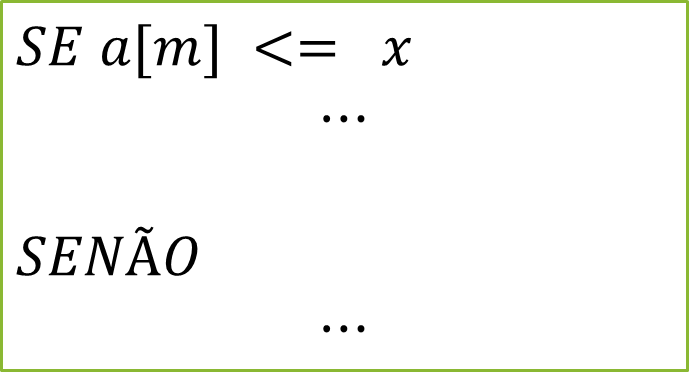 SE a[m] <= x
...
SENÃO
...